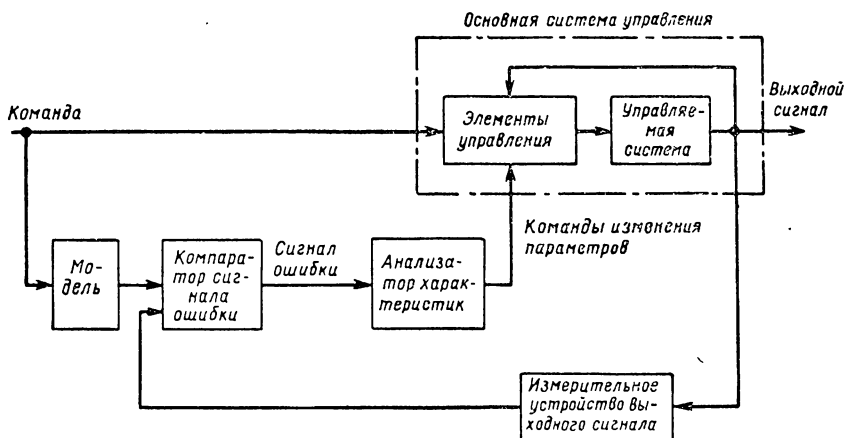 Основная система управления
Команда
Элементы
управления
Управляе-
мая
система
Выходной
сигнал
Команды изменения
параметров
Мо-
дель
Компара-
тор сиг-
нала
ошибки
Сигнал
ошибки
Анализа-
тор харак-
теристик
Измерительное
устройство вы-
ходного сигнала